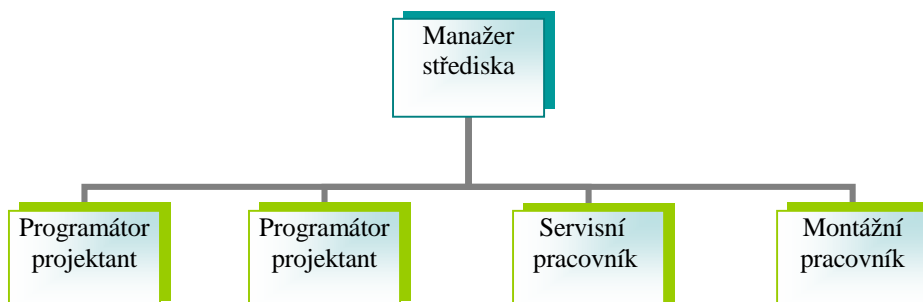 Manažer
střediska
Programátor
projektant
Programátor
projektant
Servisní
pracovník
Montážní
pracovník